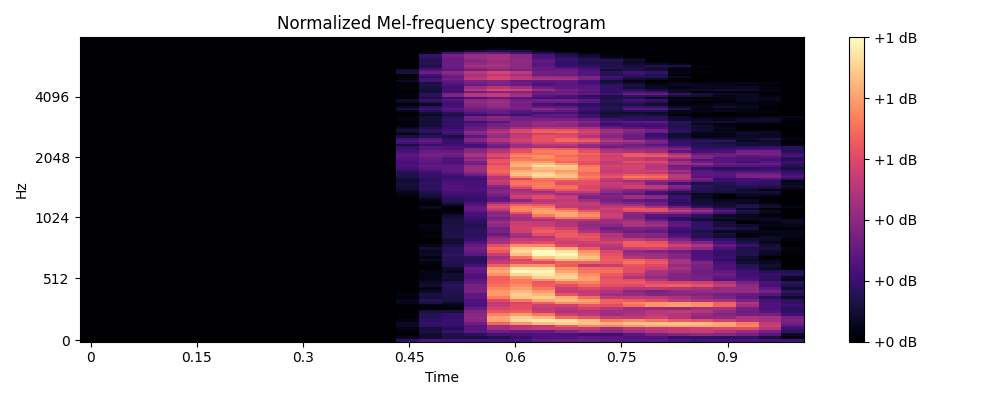 Normalized Mel-frequency spectrogram
+1 dB
4096
+1 dB
2048
+1 dB
Hz
1024
+0 dB
512
+0 dB
0
+0 dB
0 0.15 0.3 0.45 0.6 0.75 0.9
Time